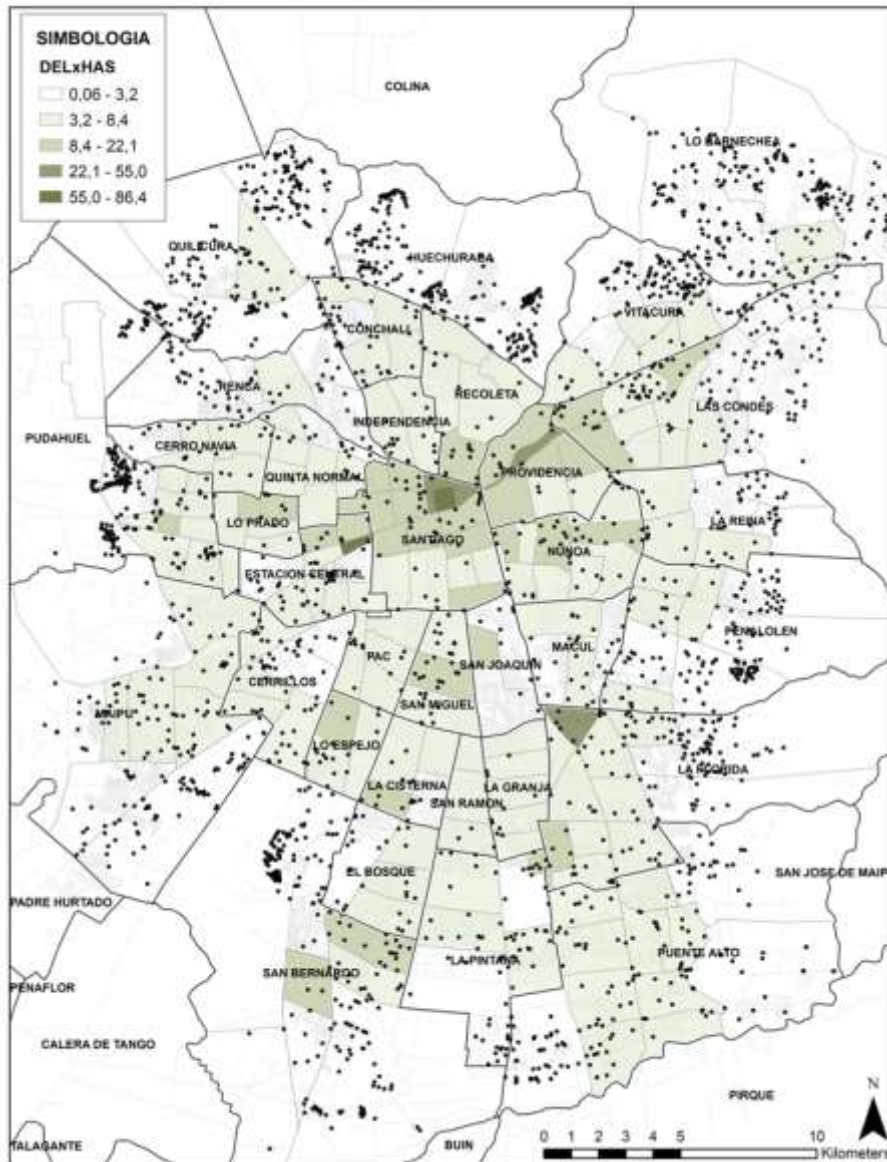 SIMBOLOGIA
DELxHAS
0,06 - 3,2
3,2 - 8,4
8,4 - 22,1
22,1 - 55,0
55,0 - 86,4
COLINA
LO BARNECHEA
QUILICURA
HUECHURABA
VITACURA
CONCHALI
RENCA
RECOLETA
LAS CONDES
INDEPENDENCIA
PUDAHUEL
CERRO NAVIA
QUINTA NORMAL
PROVIDENCIA
LO PRADO
LA REINA
SANTIAGO
ÑUÑOA
ESTACION CENTRAL
PEÑALOLEN
MACUL
PAC
SAN JOAQUIN
CERRILLOS
SAN MIGUEL
MAIPU
LO ESPEJO
LA FLORIDA
LA CISTERNA
LA GRANJA
SAN RAMON
EL BOSQUE
SAN JOSE DE MAIP
PADRE HURTADO
PUENTE ALTO
LA PINTANA
SAN BERNARDO
PEÑAFLOR
CALERA DE TANGO
N
PIRQUE
TALAGANTE
BUIN
0 1 2 3 4 5 10
Kilometers